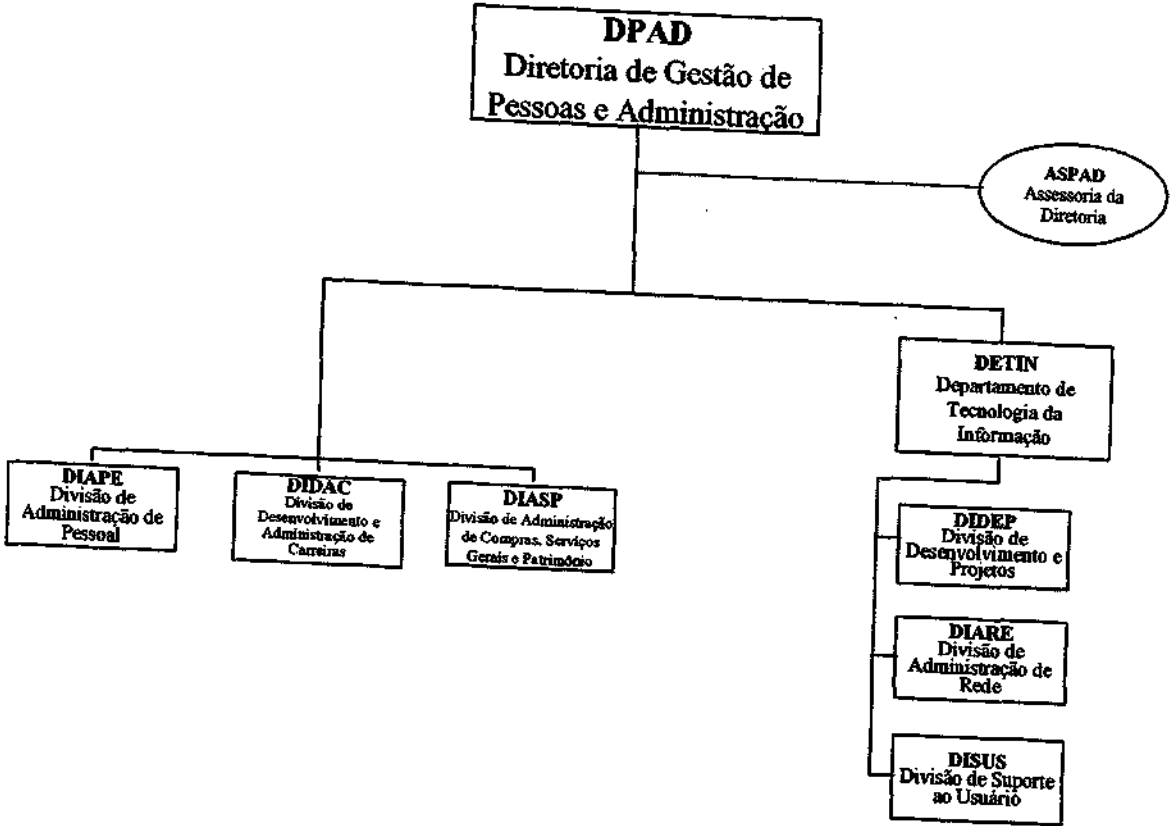 DPAD
Diretoria de Gestão de
Pessoas e Administração
ASPAD
Assessoria da
Diretoria
DETIN
Departamento de
Tecnologia da
Informação
DIAPE
Divisão de
Administração de
Pessoal
DIDAC
Divisão de
Desenvolvimento e
Administração de
Carreiras
DIASP
Divisão de Administração
de Compras, Serviços
Gerais e Patrimônio
DIDEP
Divisão de
Desenvolvimento e
Projetos
DIARE
Divisão de
Administração de
Rede
DISUS
Divisão de Suporte
ao Usuário